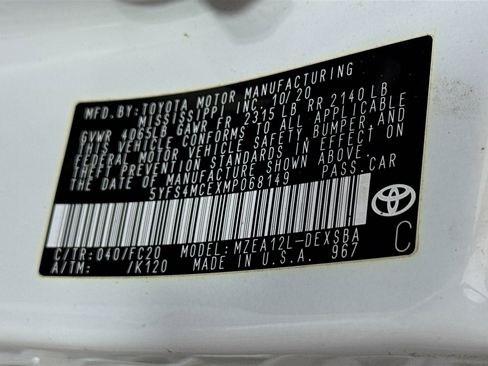 MFD.BY:TOYOTA MOTOR MANUFACTURING
MISSISSIPPI INC. 10/20
GVWR 4065LB GAWR FR 2315 LB RR 2140 LB
THIS VEHICLE CONFORMS TO ALL APPLICABLE
FEDERAL MOTOR VEHICLE SAFETY, BUMPER AND
THEFT PREVENTION STANDARDS IN EFFECT ON
THE DATE OF MANUFACTURE SHOWN ABOVE.
5YFS4MCEXMP068149 PASS.CAR
C/TR:040/FC20 MODEL:MZEA12L-DEXSBA
A/TM: /K120 MADE IN U.S.A. 967
C